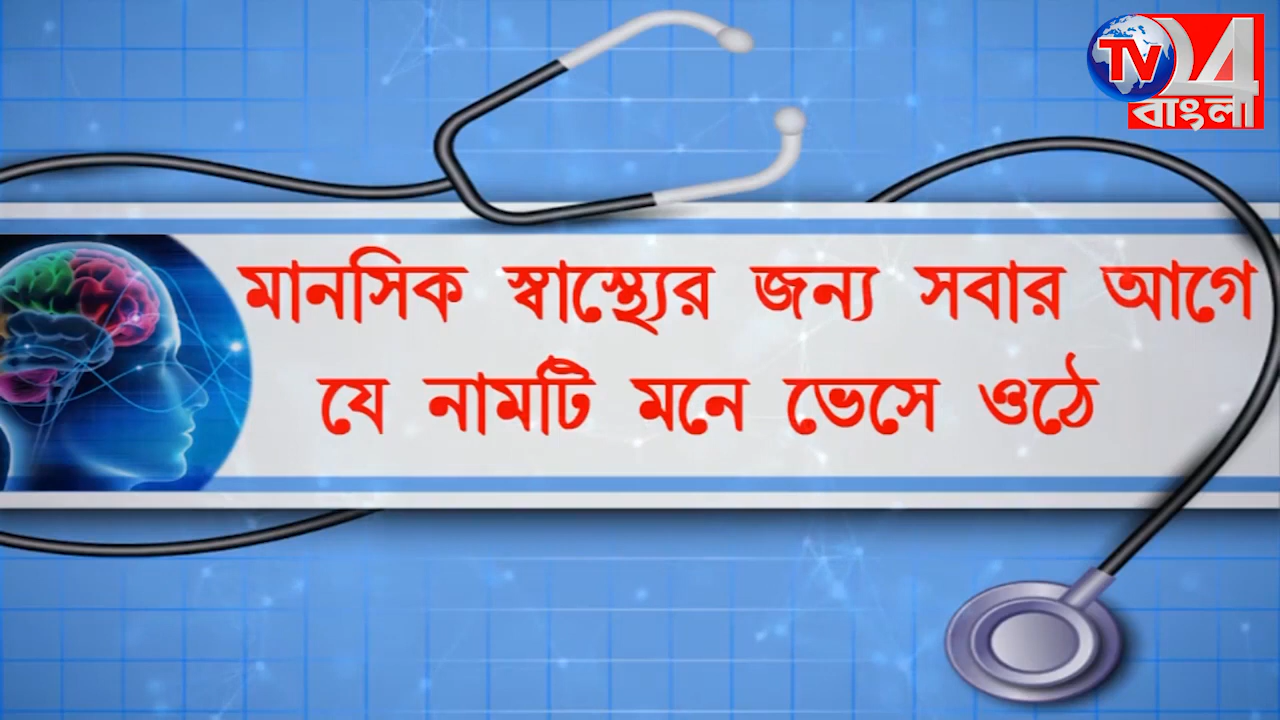 TV 24
বাংলা
মানসিক স্বাস্থ্যের জন্য সবার আগে
যে নামটি মনে ভেসে ওঠে